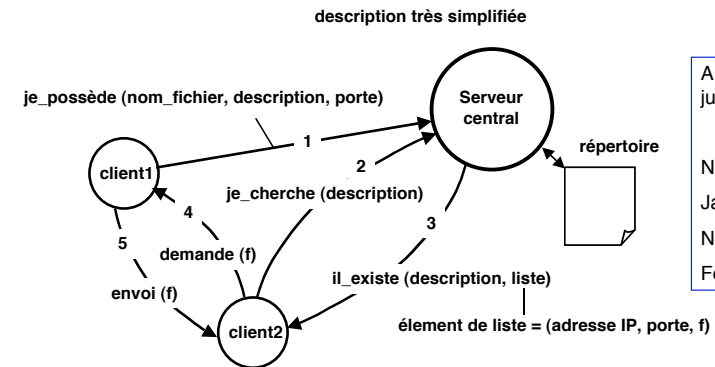 description très simplifiée
je_possède (nom_fichier, description, porte)
Serveur
central
A
ju
répertoire
1
2
client1
N
je_cherche (description)
Ja
4
3
5
N
demande (f)
il_existe (description, liste)
envoi (f)
client2
élement de liste = (adresse IP, porte, f)